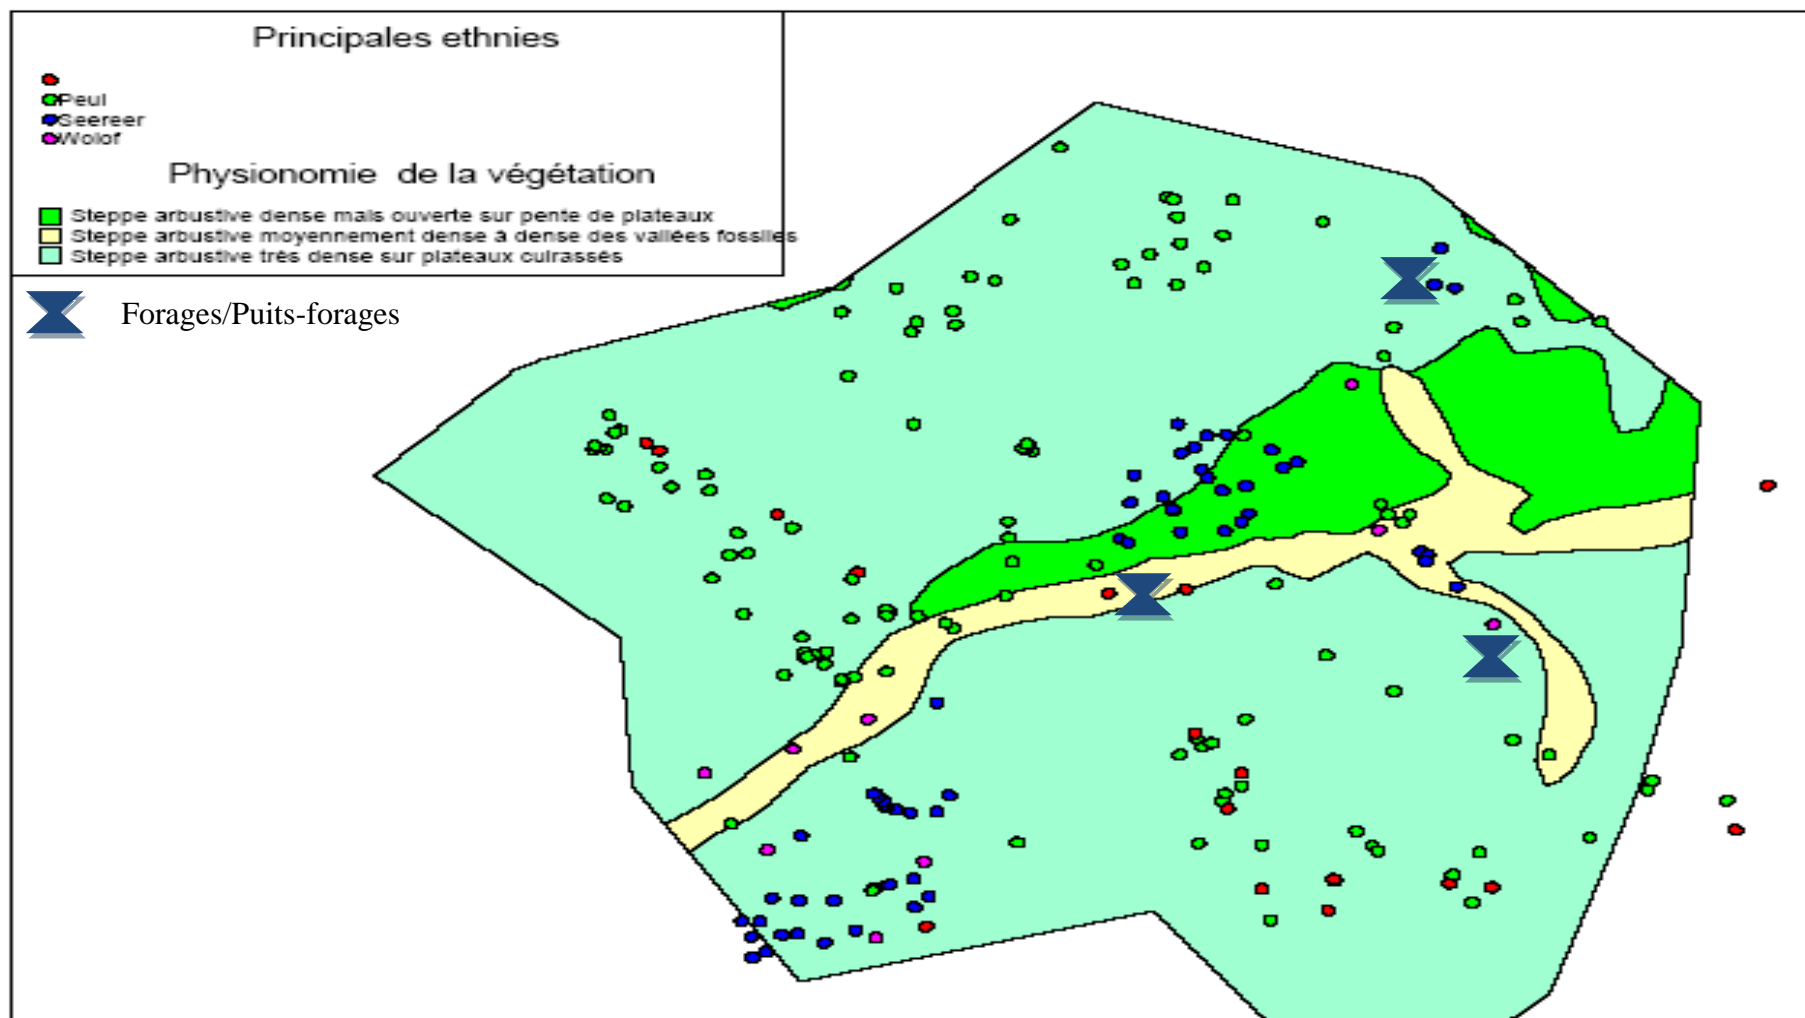 Principales ethnies
Peul
Seereer
Wolof
Physionomie de la végétation
Steppe arbustive dense mais ouverte sur pente de plateaux
Steppe arbustive moyennement dense à dense des vallées fossiles
Steppe arbustive très dense sur plateaux cuirassés
Forages/Puits-forages